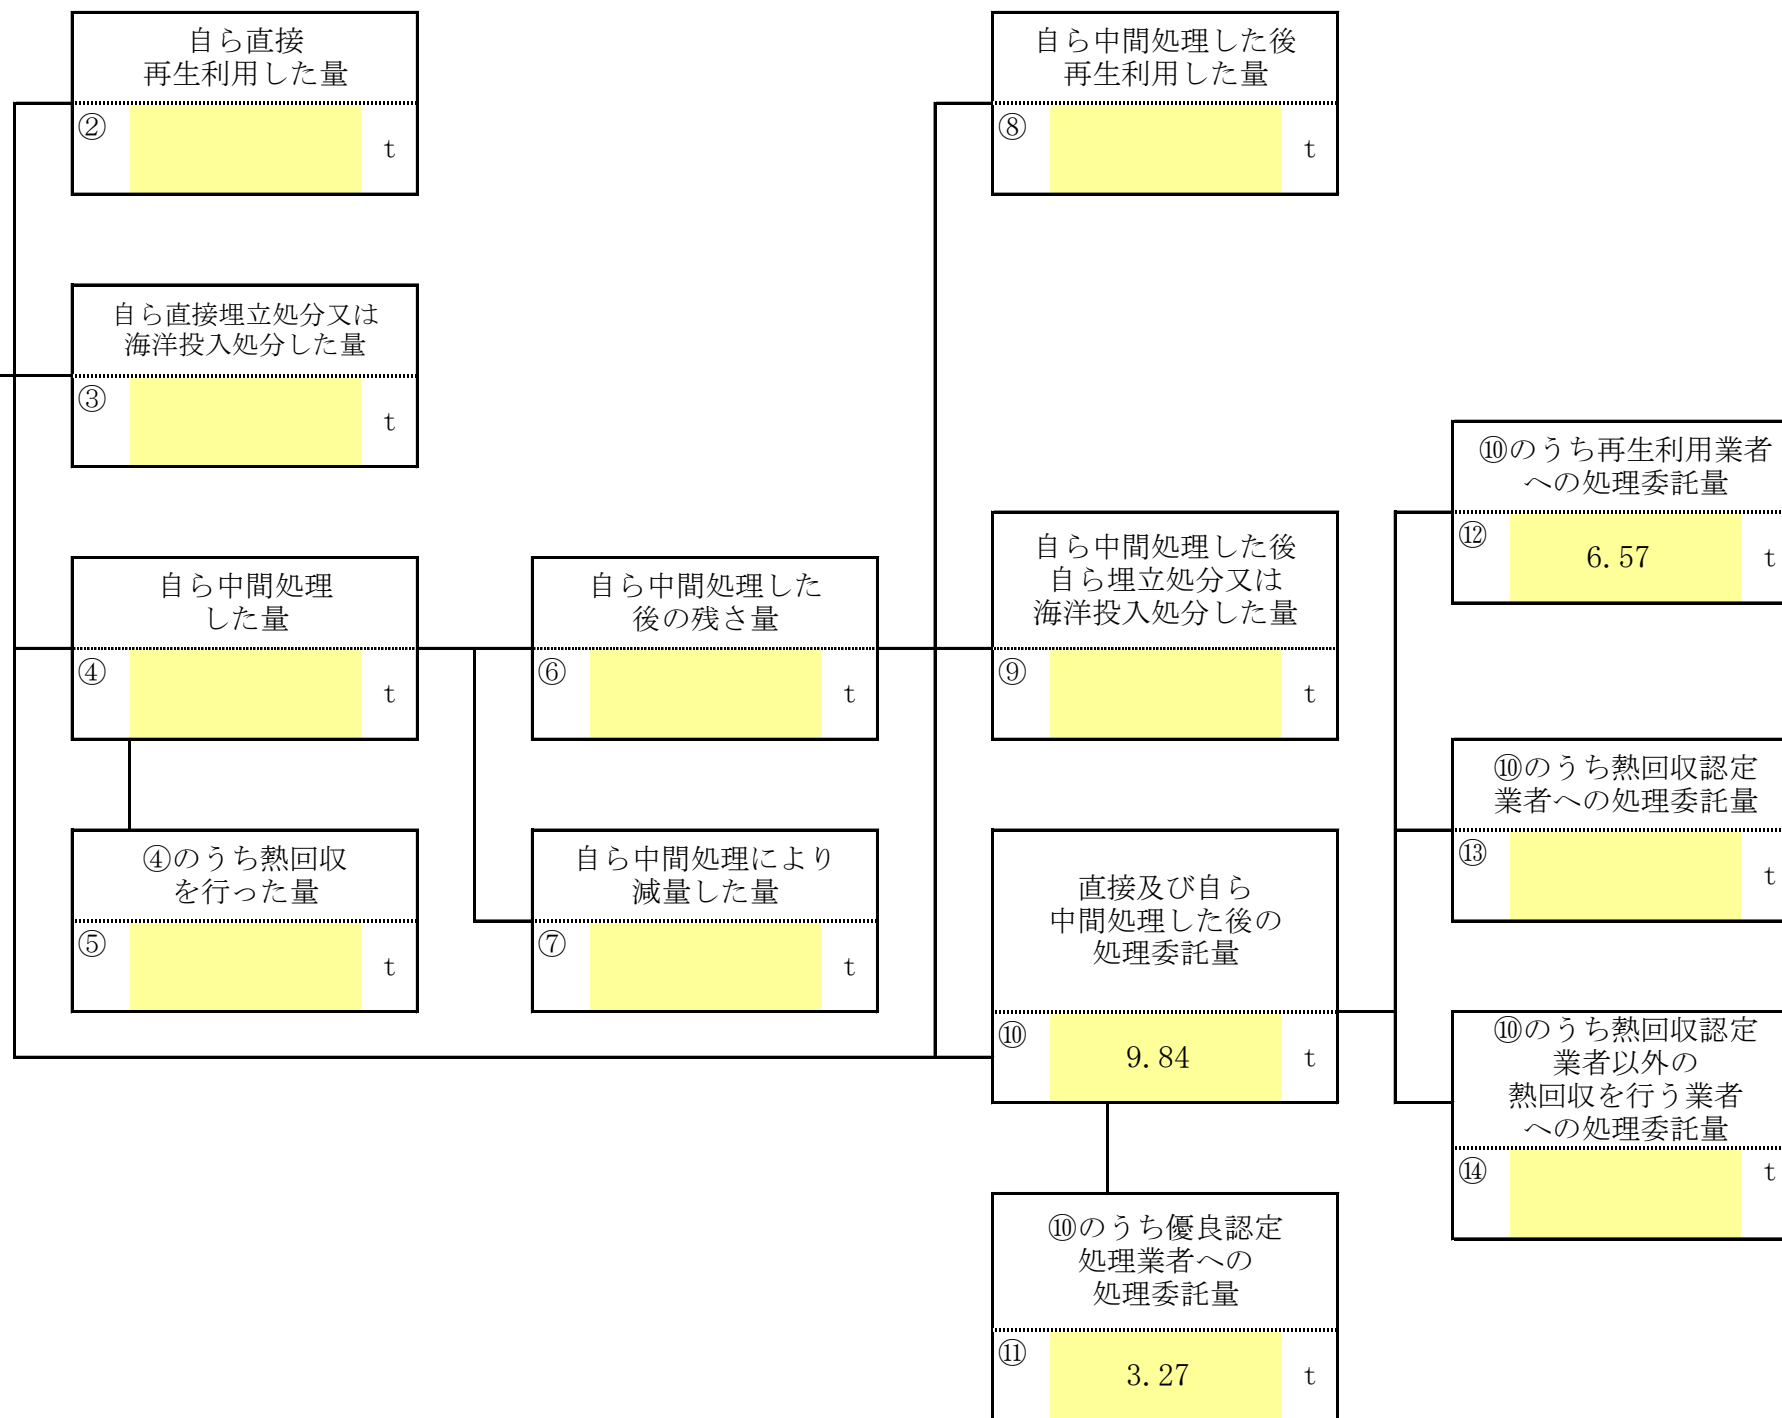 自ら直接
再生利用した量
②
t
自ら直接埋立処分又は
海洋投入処分した量
③
t
自ら中間処理
した量
④
t
④のうち熱回収
を行った量
⑤
t
自ら中間処理した
後の残さ量
⑥
t
自ら中間処理により
減量した量
⑦
t
自ら中間処理した後
再生利用した量
⑧
t
自ら中間処理した後
自ら埋立処分又は
海洋投入処分した量
⑨
t
直接及び自ら
中間処理した後の
処理委託量
⑩ 9.84 t
⑩のうち優良認定
処理業者への
処理委託量
⑪ 3.27 t
⑩のうち再生利用業者
への処理委託量
⑫ 6.57 t
⑩のうち熱回収認定
業者への処理委託量
⑬
t
⑩のうち熱回収認定
業者以外の
熱回収を行う業者
への処理委託量
⑭
t